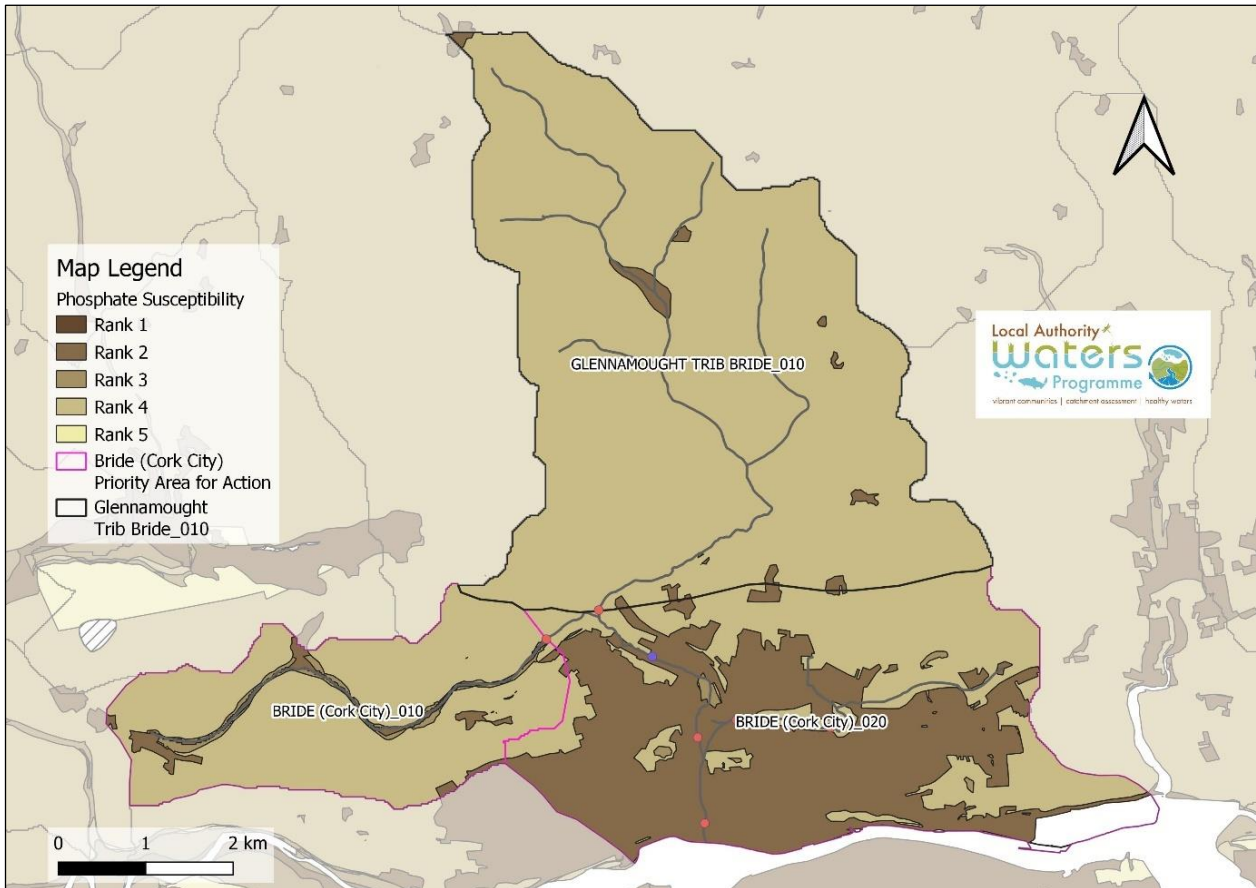 Map Legend
Phosphate Susceptibility
Rank 1
Rank 2
Rank 3
Rank 4
Rank 5
Bride (Cork City)
Priority Area for Action
Glennamought
Trib Bride_010
GLENNAMOUGHT TRIB BRIDE_010
Local Authority
waters
Programme
vibrant communities | catchment assessment | healthy waters
BRIDE (Cork City)_010
BRIDE (Cork City)_020
0 1 2 km